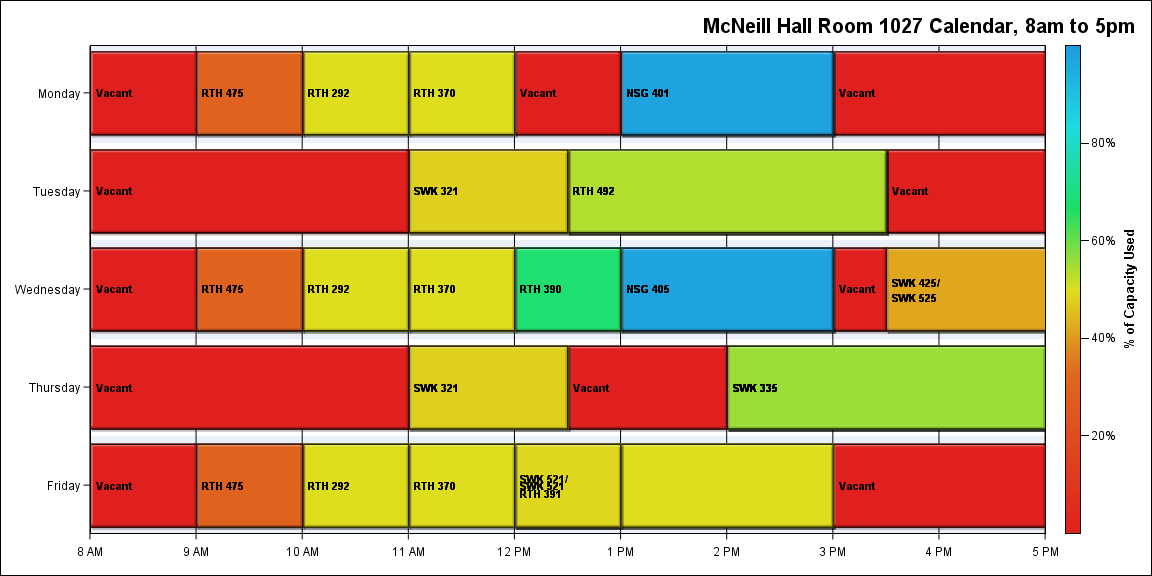 McNeill Hall Room 1027 Calendar, 8am to 5pm
Monday
Vacant
RTH 475
RTH 292
RTH 370
Vacant
NSG 401
Vacant
Tuesday
Vacant
SWK 321
RTH 492
Vacant
Wednesday
Vacant
RTH 475
RTH 292
RTH 370
RTH 390
NSG 405
Vacant
SWK 425/
SWK 525
Thursday
Vacant
SWK 321
Vacant
SWK 335
Friday
Vacant
RTH 475
RTH 292
RTH 370
SWK 521/
SWK 521
RTH 391
Vacant
8 AM
9 AM
10 AM
11 AM
12 PM
1 PM
2 PM
3 PM
4 PM
5 PM
80%
60%
40%
20%
% of Capacity Used